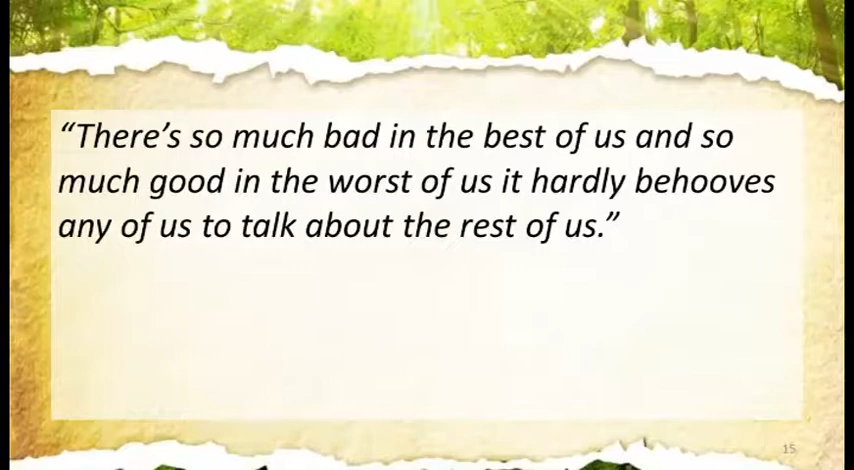 “There’s so much bad in the best of us and so
much good in the worst of us it hardly behooves
any of us to talk about the rest of us.”
15